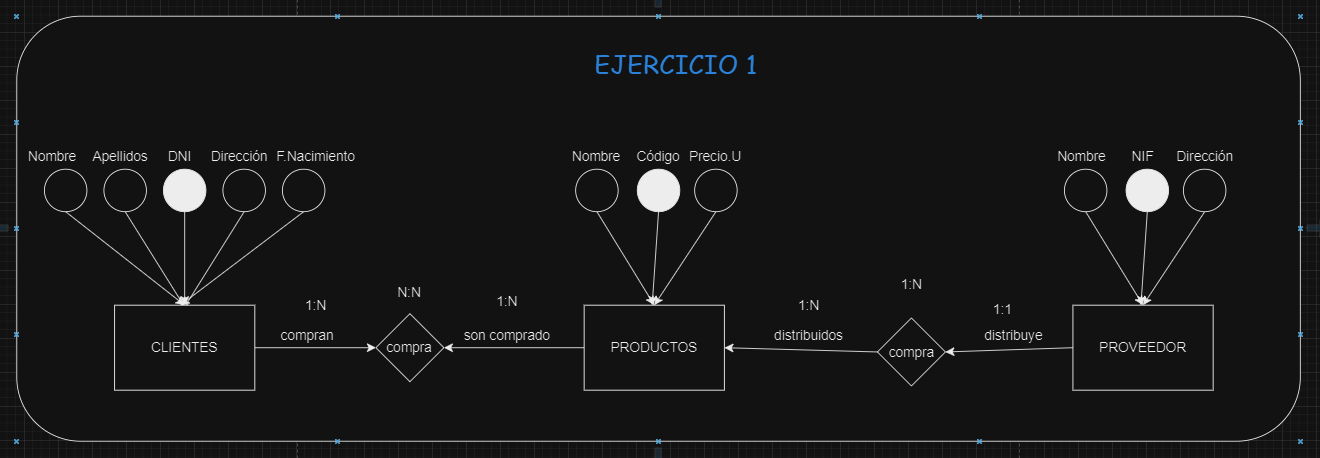 EJERCICIO 1
Nombre Apellidos DNI Dirección F.Nacimiento
Nombre Código Precio.U
Nombre NIF Dirección
1:N
N:N
1:N
1:N
1:N
1:1
compran
son comprado
distribuidos
distribuye
CLIENTES
compra
PRODUCTOS
compra
PROVEEDOR